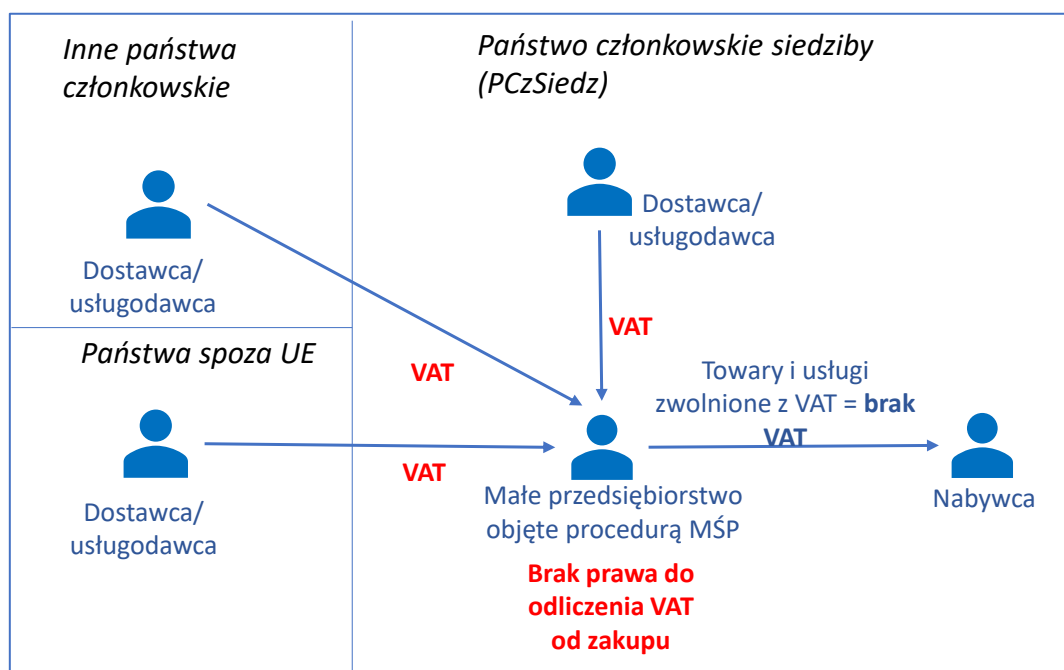 Inne państwa
członkowskie
Państwo członkowskie siedziby
(PCzSiedz)
Dostawca/
usługodawca
Dostawca/
usługodawca
VAT
Państwa spoza UE
VAT
Towary i usługi
zwolnione z VAT = brak
VAT
VAT
Dostawca/
usługodawca
Małe przedsiębiorstwo
objęte procedurą MŚP
Nabywca
Brak prawa do
odliczenia VAT
od zakupu